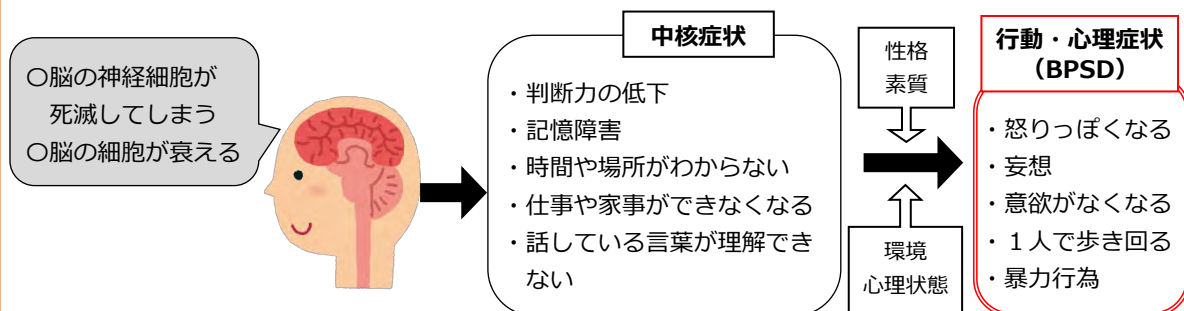 〇脳の神経細胞が
死滅してしまう
〇脳の細胞が衰える
中核症状
・判断力の低下
・記憶障害
・時間や場所がわからない
・仕事や家事ができなくなる
・話している言葉が理解でき
ない
性格
素質
環境
心理状態
行動・心理症状
（BPSD）
・怒りっぽくなる
・妄想
・意欲がなくなる
・１人で歩き回る
・暴力行為